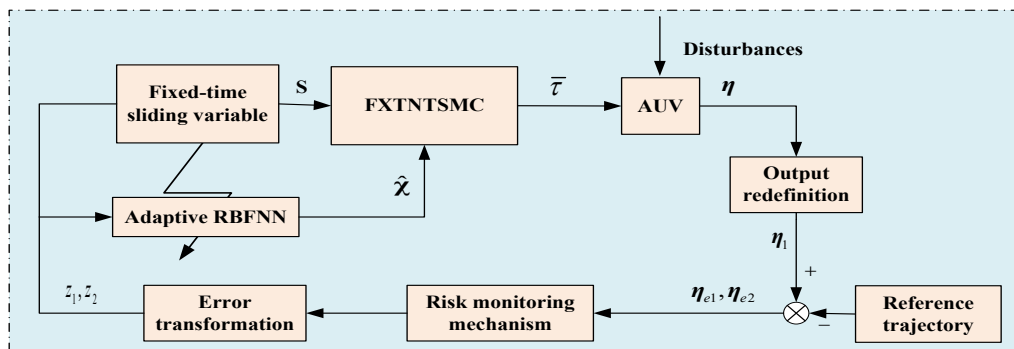 Disturbances
Fixed-time
sliding variable
S
FXTNTSMC
τ̄
AUV
η
Output
redefinition
χ̂
Adaptive RBFNN
η₁
+
z₁, z₂
Error
transformation
Risk monitoring
mechanism
ηₑ₁, ηₑ₂
−
Reference
trajectory